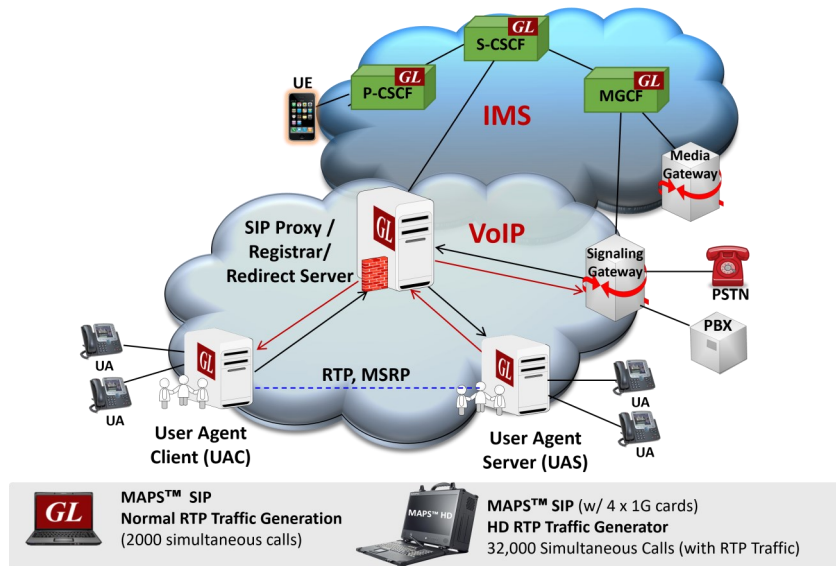 GL
S-CSCF
GL
P-CSCF
GL
MGCF
UE
IMS
Media
Gateway
SIP Proxy /
Registrar/
Redirect Server
GL
VoIP
Signaling
Gateway
PSTN
PBX
UA
UA
GL
RTP, MSRP
GL
UA
UA
User Agent
Client (UAC)
User Agent
Server (UAS)
GL
MAPS™ SIP
Normal RTP Traffic Generation
(2000 simultaneous calls)
MAPS™ HD
MAPS™ SIP (w/ 4 x 1G cards)
HD RTP Traffic Generator
32,000 Simultaneous Calls (with RTP Traffic)